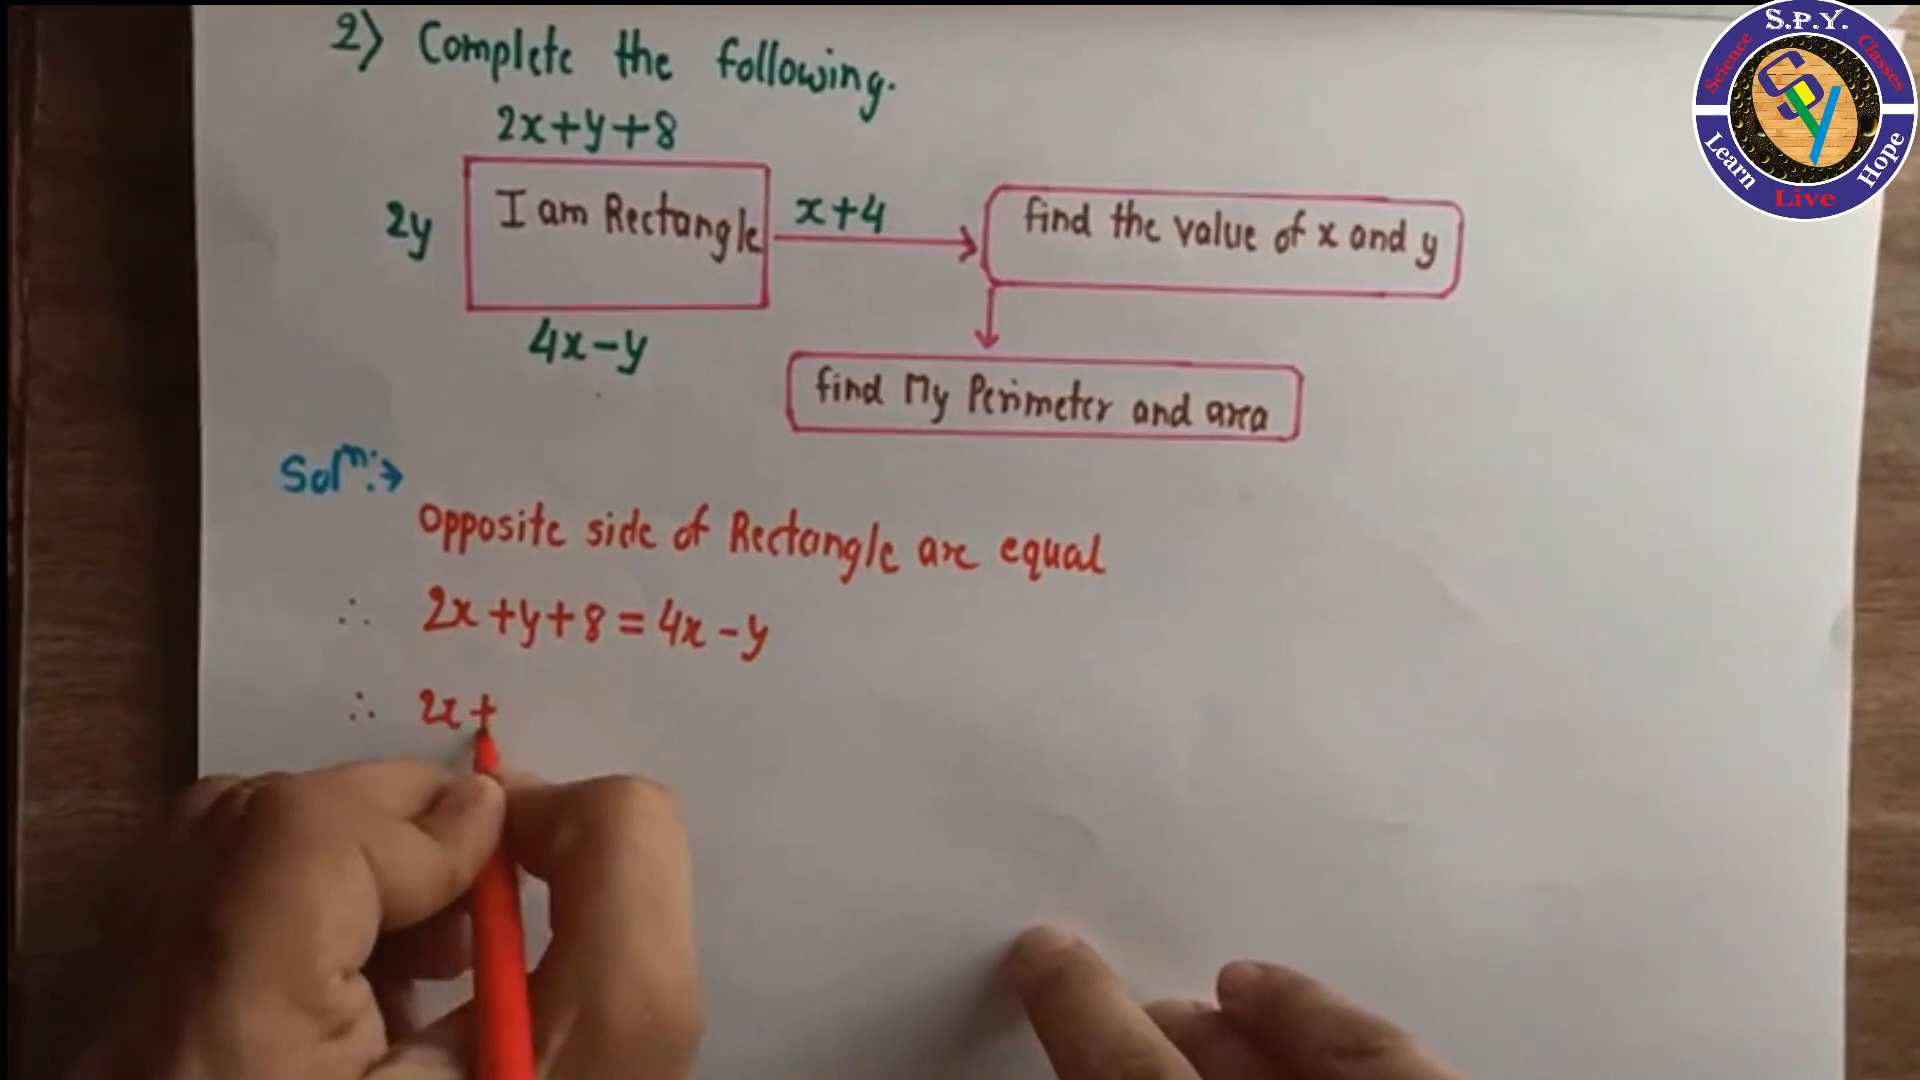 2) Complete the following.
2x+y+8
I am Rectangle
2y
x+4
find the value of x and y
4x-y
find My Perimeter and area
Solⁿ:→
Opposite side of Rectangle are equal
∴ 2x+y+8=4x-y
∴ 2x+
S.P.Y.
Science
Classes
SPY
Learn
Live
Hope